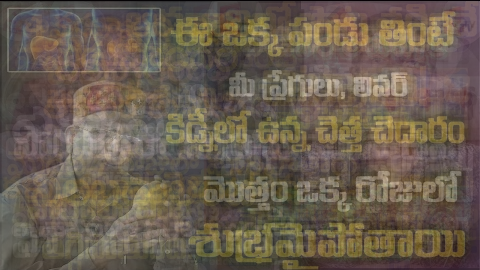 ఈ ఒక్క పండు తింటే
మీ ప్రేగులు, లివర్
కిడ్నీలో ఉన్న చెత్త చెదారం
మొత్తం ఒక్క రోజులో
శుభ్రమైపోతాయి